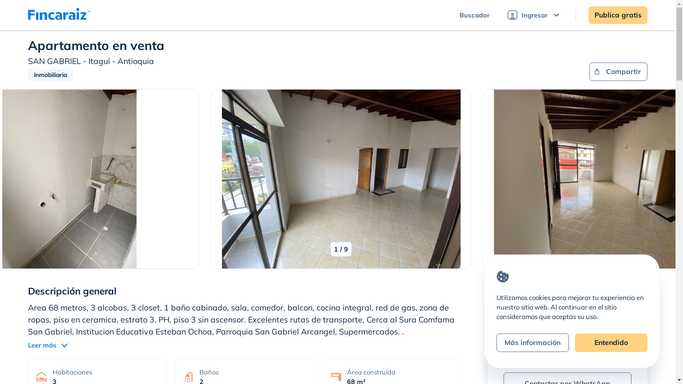 Fincaraiz
Buscador
Ingresar
Publica gratis
Apartamento en venta
SAN GABRIEL - Itaguí - Antioquia
Inmobiliaria
Compartir
1 / 9
Descripción general
Area 68 metros, 3 alcobas, 3 closet, 1 baño cabinado, sala, comedor, balcon, cocina integral, red de gas, zona de
ropas, piso en ceramica, estrato 3, PH, piso 3 sin ascensor. Excelentes rutas de transporte, Cerca al Sura Comfama
San Gabriel, Institucion Educativa Esteban Ochoa, Parroquia San Gabriel Arcangel, Supermercados. .
Leer más
Habitaciones
3
Baños
2
Área construida
68 m²
Utilizamos cookies para mejorar tu experiencia en
nuestro sitio web. Al continuar en el sitio
consideramos que aceptas su uso.
Más información
Entendido
Contactar por WhatsApp